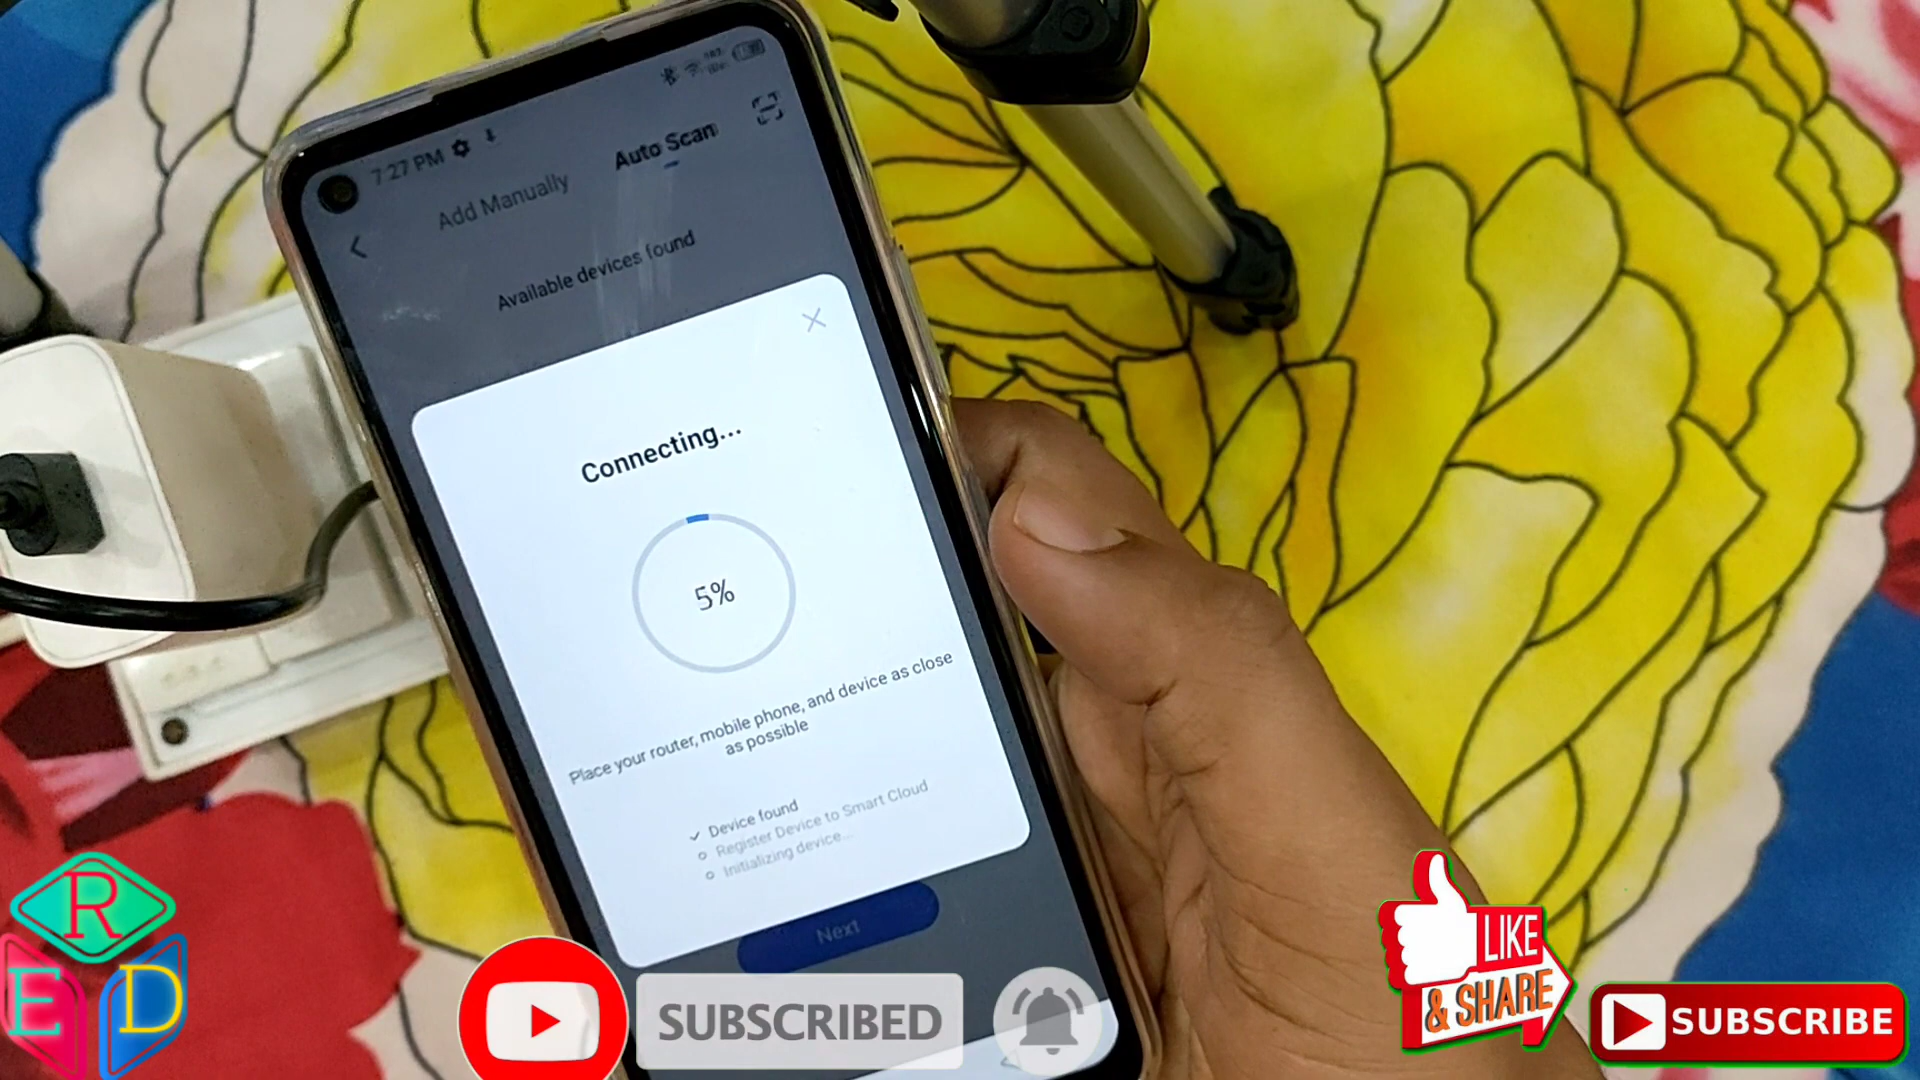 7:27 PM
Add Manually
Auto Scan
Available devices found
Connecting...
5%
Place your router, mobile phone, and device as close
as possible
Device found
Register Device to Smart Cloud
Initializing device...
Next
R
E D
SUBSCRIBED
LIKE
& SHARE
SUBSCRIBE